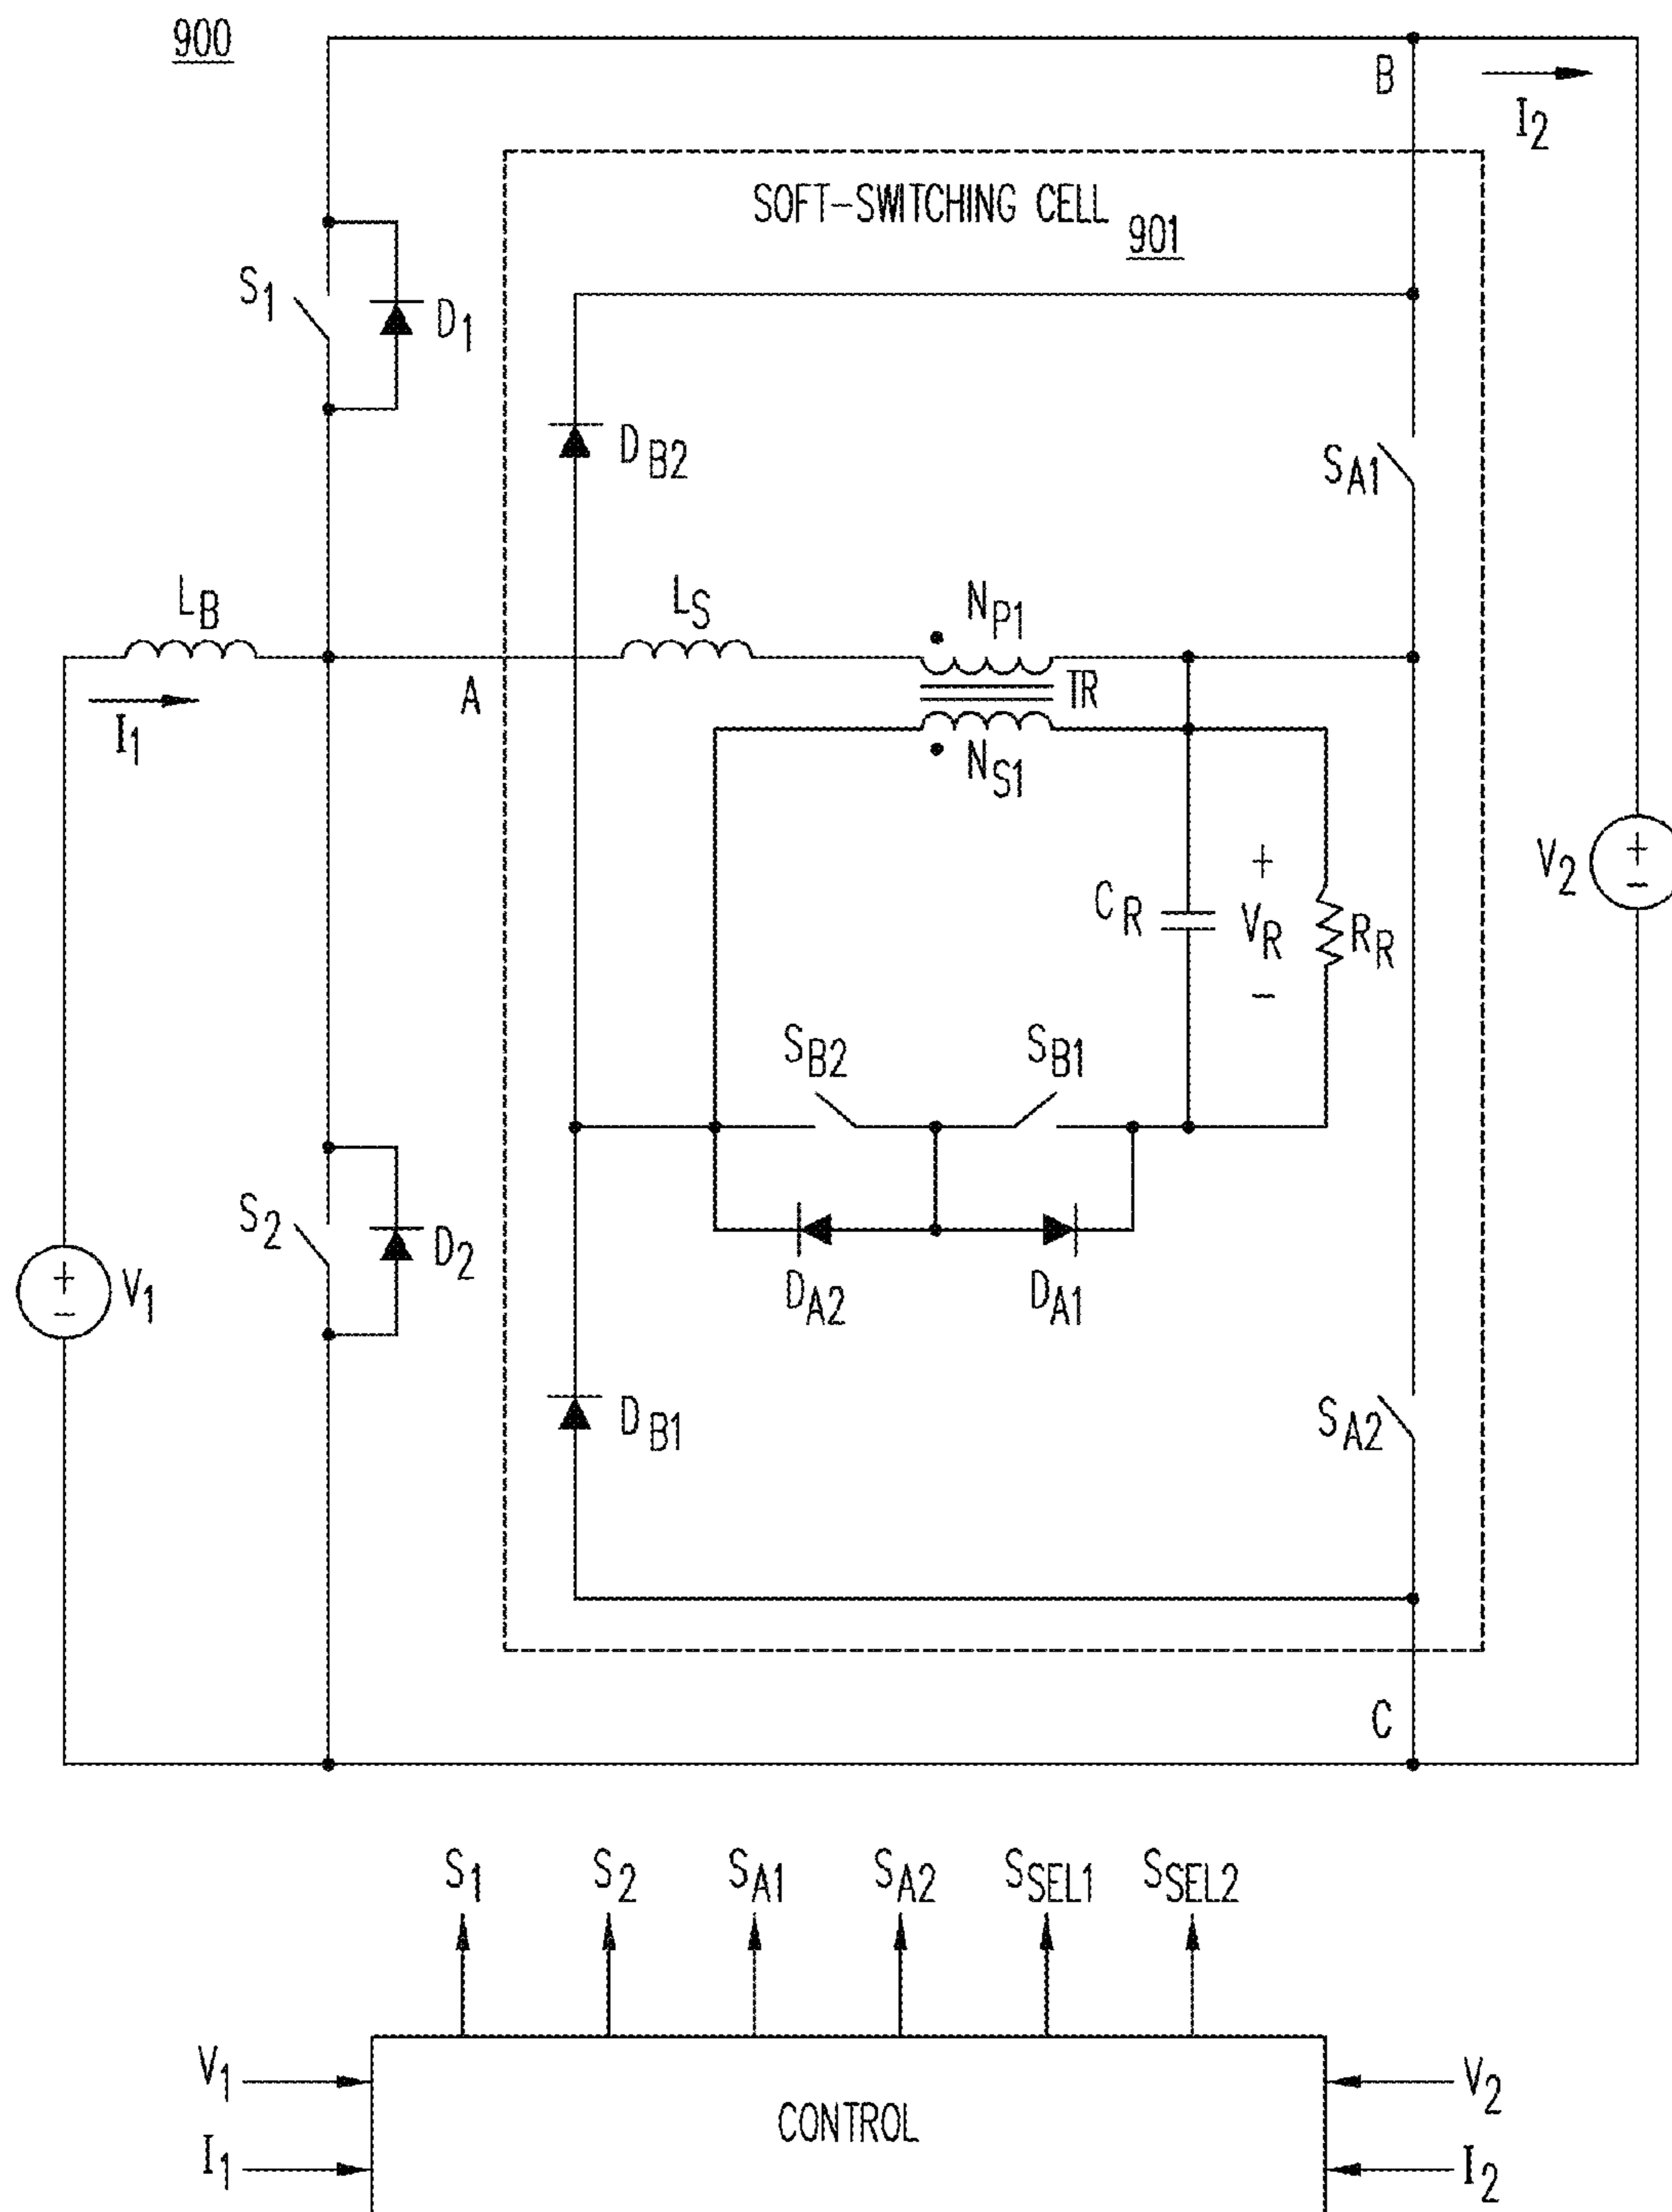 900
B
I2
SOFT-SWITCHING CELL
901
S1
D1
DB2
SA1
LB
LS
NP1
A
TR
I1
NS1
V2
+
-
CR
+
VR
-
RR
SB2
SB1
S2
D2
DA2
DA1
V1
+
-
DB1
SA2
C
S1 S2 SA1 SA2 SSEL1 SSEL2
V1
V2
CONTROL
I1
I2